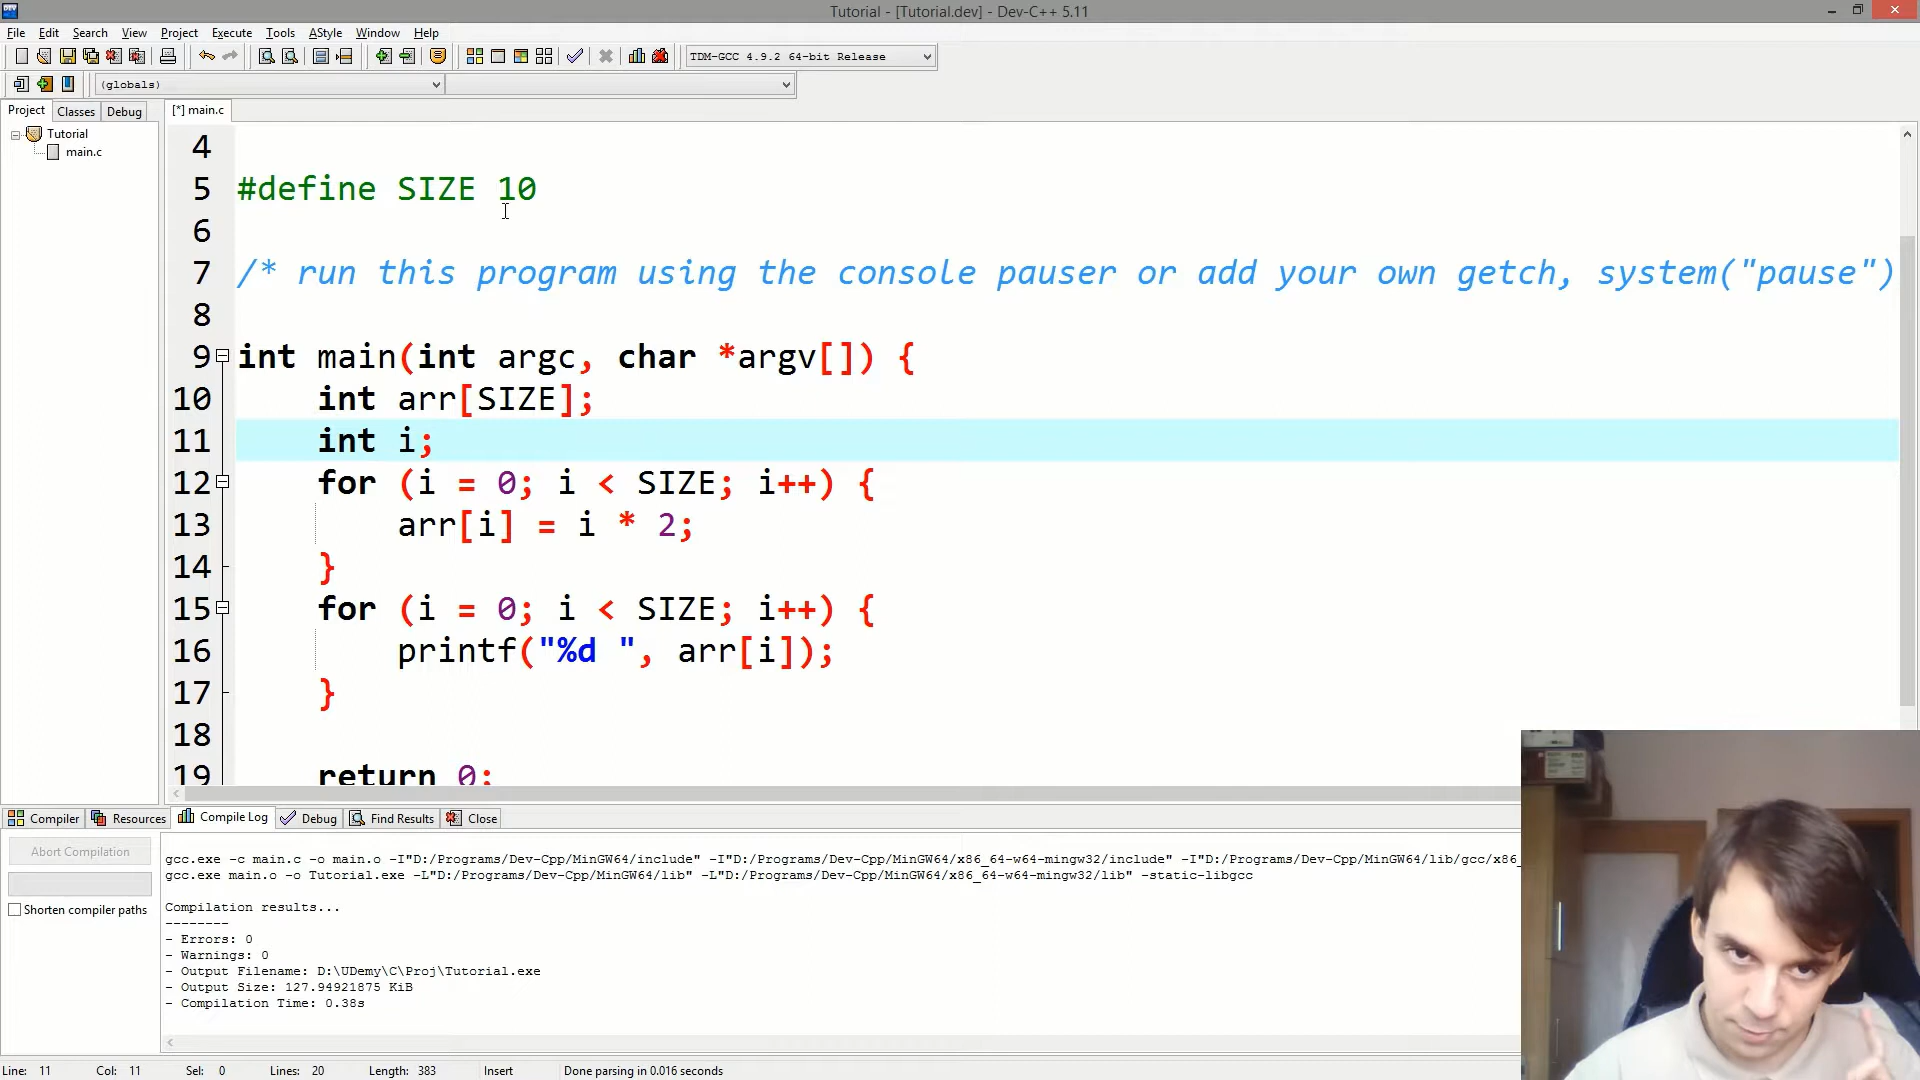 Tutorial - [Tutorial.dev] - Dev-C++ 5.11
File Edit Search View Project Execute Tools AStyle Window Help
TDM-GCC 4.9.2 64-bit Release
(globals)
Project Classes Debug
[*] main.c
Tutorial
main.c
4
5 #define SIZE 10
6
7 /* run this program using the console pauser or add your own getch, system("pause")
8
9 int main(int argc, char *argv[]) {
10 int arr[SIZE];
11 int i;
12 for (i = 0; i < SIZE; i++) {
13 arr[i] = i * 2;
14 }
15 for (i = 0; i < SIZE; i++) {
16 printf("%d ", arr[i]);
17 }
18
19 return 0;
Compiler Resources Compile Log Debug Find Results Close
Abort Compilation
Shorten compiler paths
gcc.exe -c main.c -o main.o -I"D:/Programs/Dev-Cpp/MinGW64/include" -I"D:/Programs/Dev-Cpp/MinGW64/x86_64-w64-mingw32/include" -I"D:/Programs/Dev-Cpp/MinGW64/lib/gcc/x86_
gcc.exe main.o -o Tutorial.exe -L"D:/Programs/Dev-Cpp/MinGW64/lib" -L"D:/Programs/Dev-Cpp/MinGW64/x86_64-w64-mingw32/lib" -static-libgcc
Compilation results...
--------
- Errors: 0
- Warnings: 0
- Output Filename: D:\UDemy\C\Proj\Tutorial.exe
- Output Size: 127.94921875 KiB
- Compilation Time: 0.38s
Line: 11 Col: 11 Sel: 0 Lines: 20 Length: 383 Insert Done parsing in 0.016 seconds